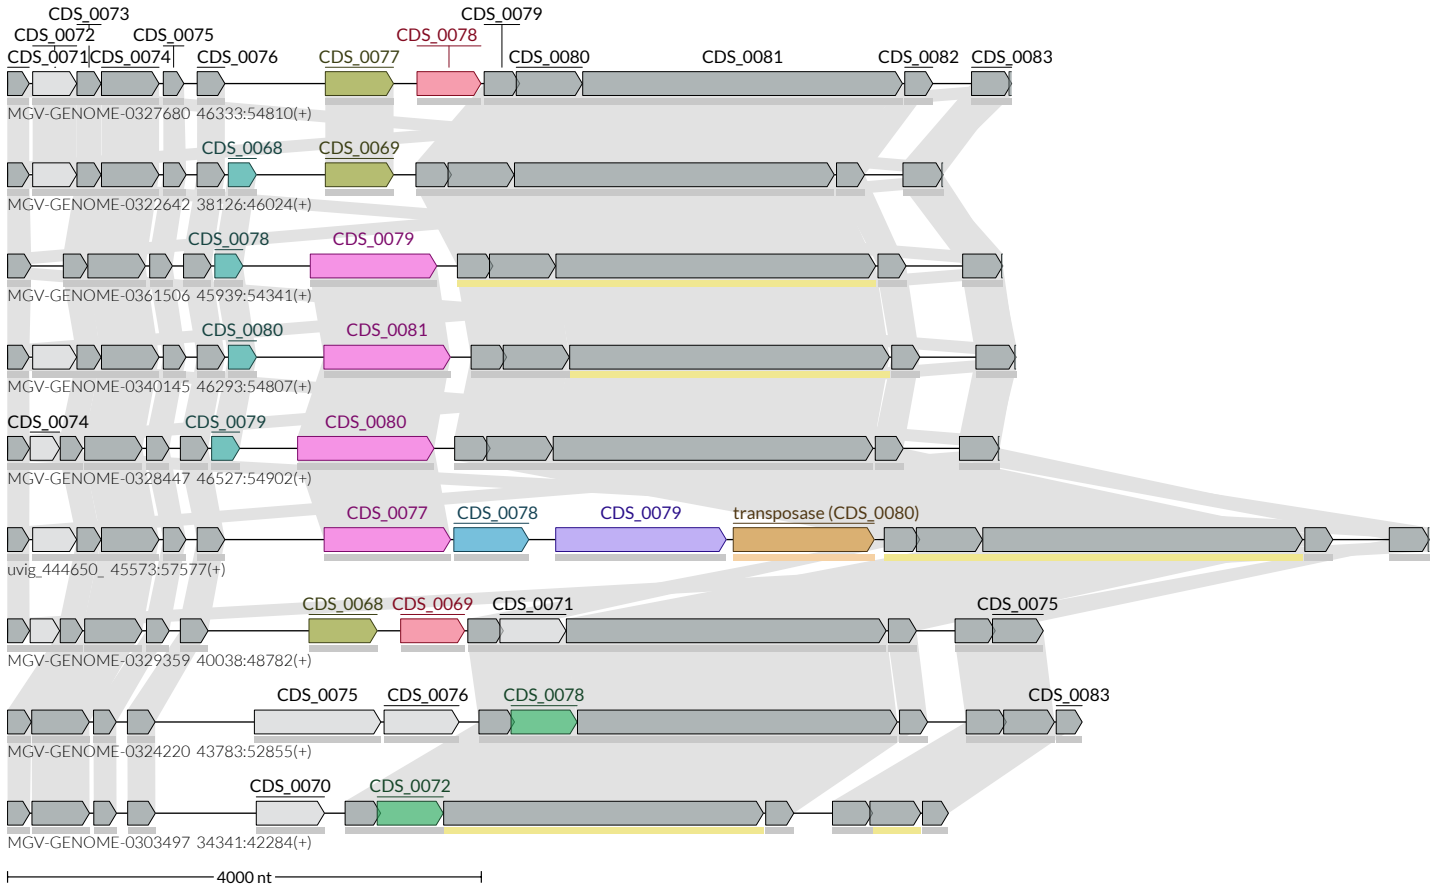 CDS_0073 CDS_0079
CDS_0072 CDS_0075 CDS_0078
CDS_0071 CDS_0074 CDS_0076 CDS_0077 CDS_0080 CDS_0081 CDS_0082 CDS_0083
MGV-GENOME-0327680 46333:54810(+)
CDS_0068 CDS_0069
MGV-GENOME-0322642 38126:46024(+)
CDS_0078 CDS_0079
MGV-GENOME-0361506 45939:54341(+)
CDS_0080 CDS_0081
MGV-GENOME-0340145 46293:54807(+)
CDS_0074 CDS_0079 CDS_0080
MGV-GENOME-0328447 46527:54902(+)
CDS_0077 CDS_0078 CDS_0079 transposase (CDS_0080)
uvig_444650_ 45573:57577(+)
CDS_0068 CDS_0069 CDS_0071 CDS_0075
MGV-GENOME-0329359 40038:48782(+)
CDS_0075 CDS_0076 CDS_0078 CDS_0083
MGV-GENOME-0324220 43783:52855(+)
CDS_0070 CDS_0072
MGV-GENOME-0303497 34341:42284(+)
4000 nt